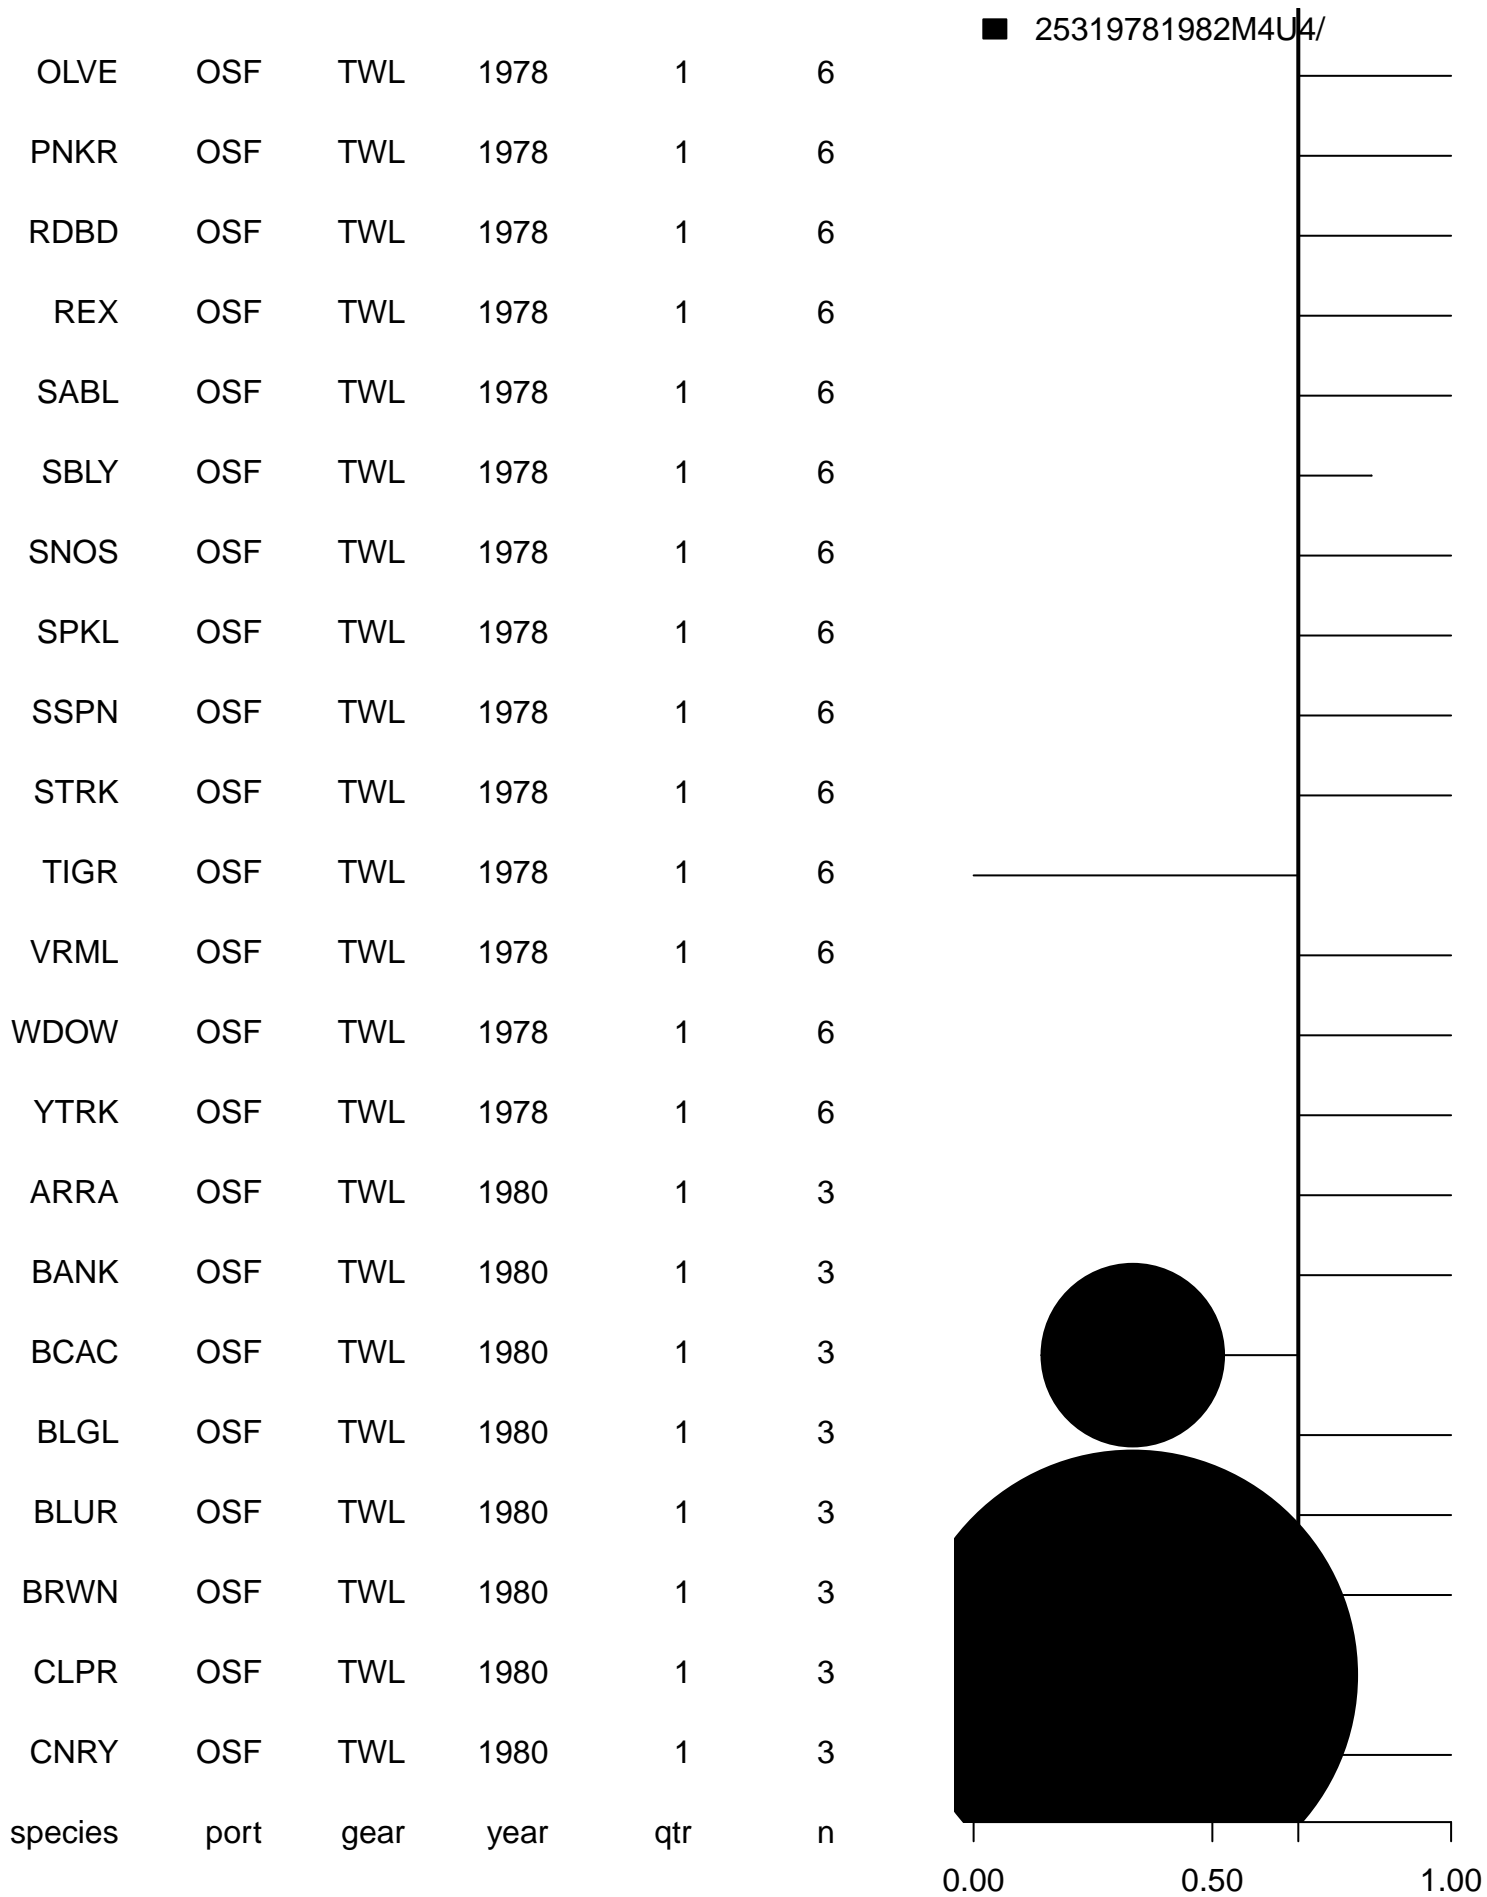 25319781982M4U4/
OLVE OSF TWL 1978 1 6
PNKR OSF TWL 1978 1 6
RDBD OSF TWL 1978 1 6
REX OSF TWL 1978 1 6
SABL OSF TWL 1978 1 6
SBLY OSF TWL 1978 1 6
SNOS OSF TWL 1978 1 6
SPKL OSF TWL 1978 1 6
SSPN OSF TWL 1978 1 6
STRK OSF TWL 1978 1 6
TIGR OSF TWL 1978 1 6
VRML OSF TWL 1978 1 6
WDOW OSF TWL 1978 1 6
YTRK OSF TWL 1978 1 6
ARRA OSF TWL 1980 1 3
BANK OSF TWL 1980 1 3
BCAC OSF TWL 1980 1 3
BLGL OSF TWL 1980 1 3
BLUR OSF TWL 1980 1 3
BRWN OSF TWL 1980 1 3
CLPR OSF TWL 1980 1 3
CNRY OSF TWL 1980 1 3
species port gear year qtr n
0.00 0.50 1.00